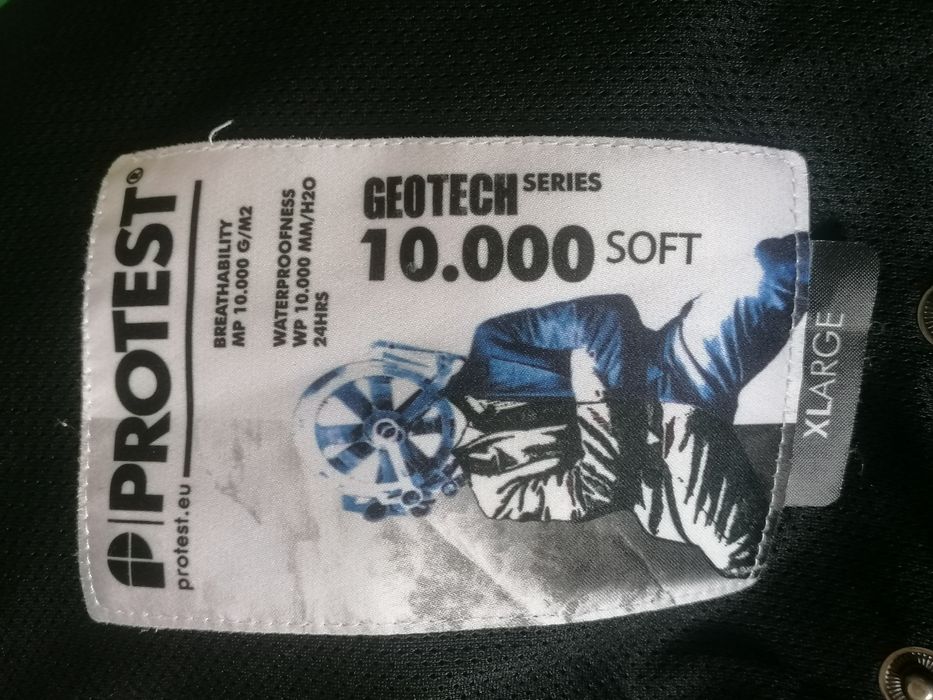 PROTEST®
protest.eu
BREATHABILITY
MP 10.000 G/M2
WATERPROOFNESS
WP 10.000 MM/H2O
24HRS
GEOTECH SERIES
10.000 SOFT
XLARGE